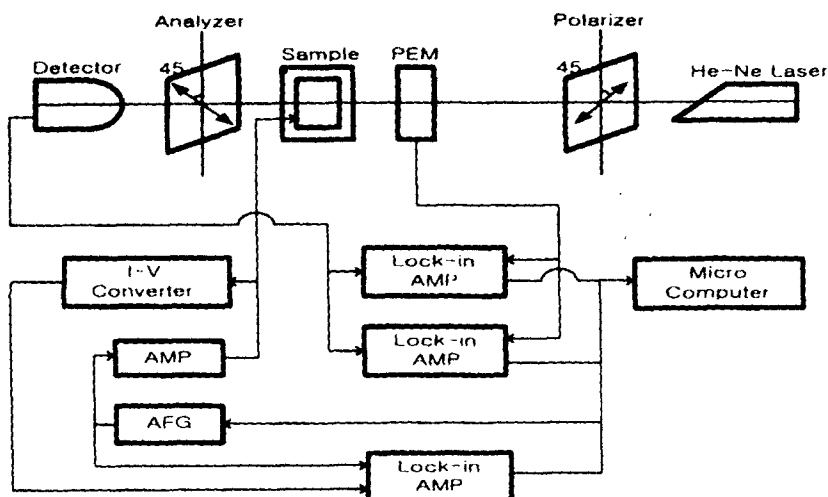 Analyzer
Polarizer
Sample
PEM
Detector
45
45
He-Ne Laser
I-V
Converter
Lock-in
AMP
Micro
Computer
AMP
Lock-in
AMP
AFG
Lock-in
AMP